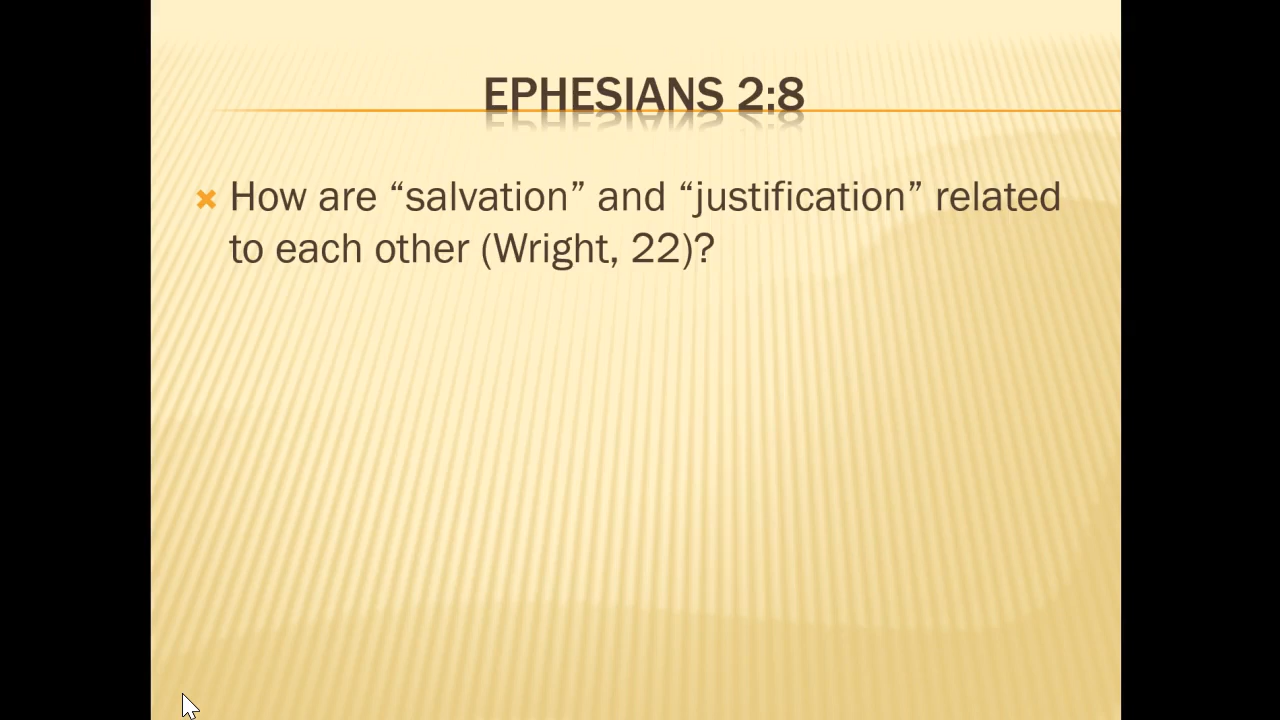 EPHESIANS 2:8
How are “salvation” and “justification” related
to each other (Wright, 22)?